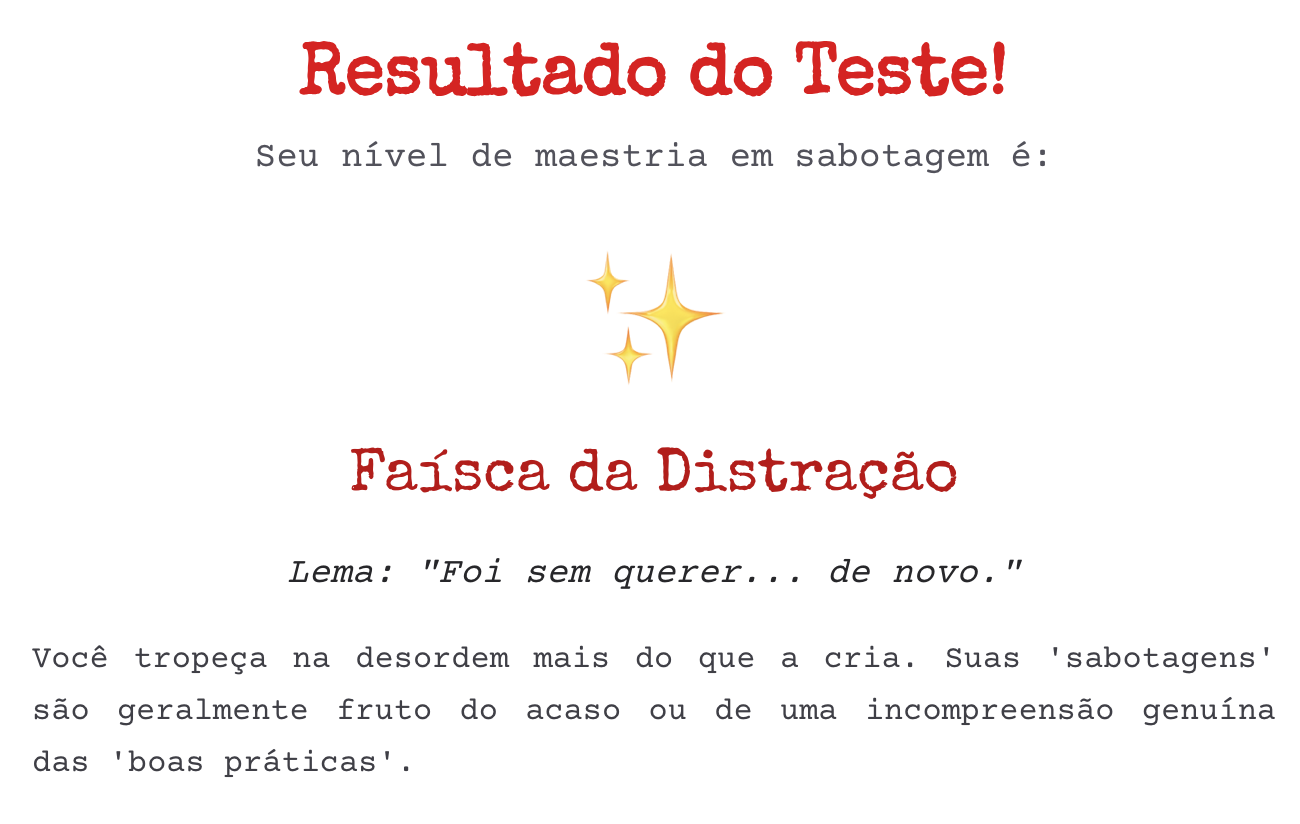 Resultado do Teste!
Seu nível de maestria em sabotagem é:
Faísca da Distração
Lema: "Foi sem querer... de novo."
Você tropeça na desordem mais do que a cria. Suas 'sabotagens'
são geralmente fruto do acaso ou de uma incompreensão genuína
das 'boas práticas'.